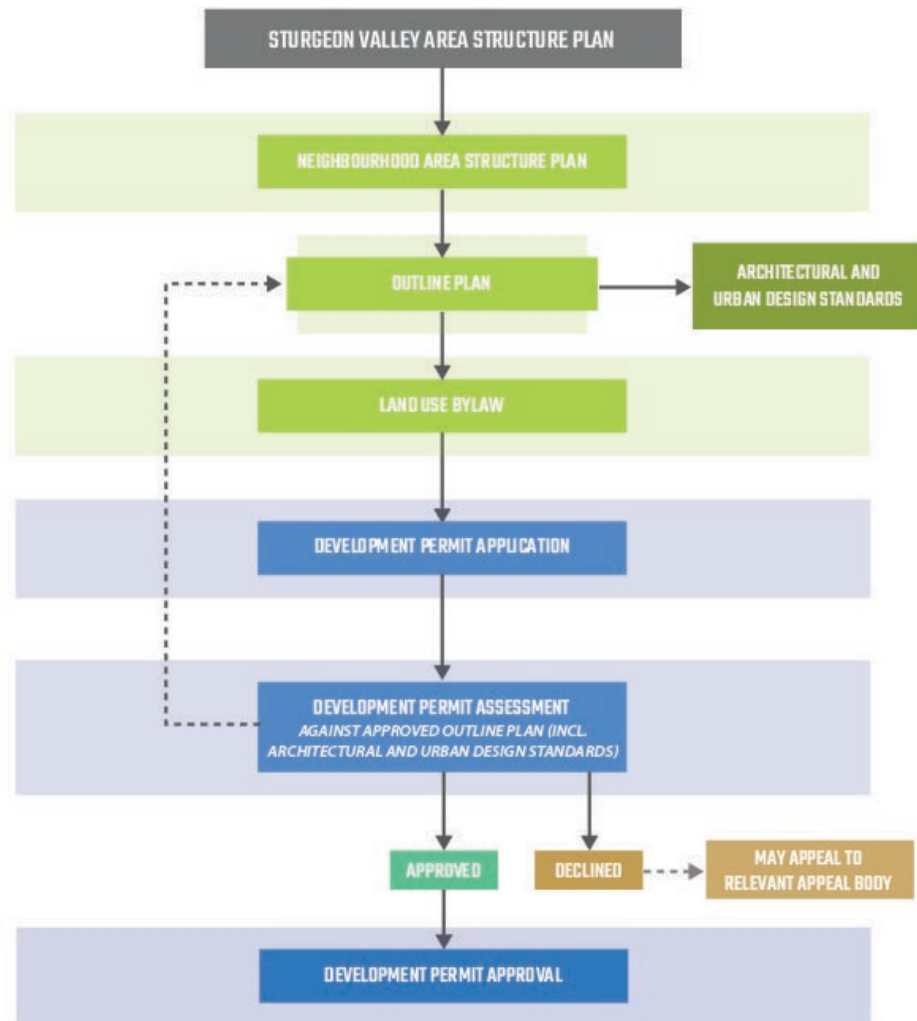 STURGEON VALLEY AREA STRUCTURE PLAN
NEIGHBOURHOOD AREA STRUCTURE PLAN
OUTLINE PLAN
ARCHITECTURAL AND
URBAN DESIGN STANDARDS
LAND USE BYLAW
DEVELOPMENT PERMIT APPLICATION
DEVELOPMENT PERMIT ASSESSMENT
AGAINST APPROVED OUTLINE PLAN (INCL.
ARCHITECTURAL AND URBAN DESIGN STANDARDS)
APPROVED
DECLINED
MAY APPEAL TO
RELEVANT APPEAL BODY
DEVELOPMENT PERMIT APPROVAL